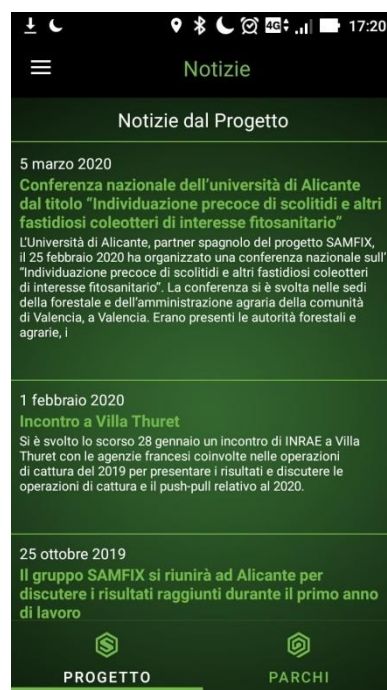 4G 17:20
Notizie
Notizie dal Progetto
5 marzo 2020
Conferenza nazionale dell'università di Alicante
dal titolo "Individuazione precoce di scolitidi e altri
fastidiosi coleotteri di interesse fitosanitario"
L'Università di Alicante, partner spagnolo del progetto SAMFIX,
il 25 febbraio 2020 ha organizzato una conferenza nazionale sull'
"Individuazione precoce di scolitidi e altri fastidiosi coleotteri
di interesse fitosanitario". La conferenza si è svolta nelle sedi
della forestale e dell'amministrazione agraria della comunità
di Valencia, a Valencia. Erano presenti le autorità forestali e
agrarie, i
1 febbraio 2020
Incontro a Villa Thuret
Si è svolto lo scorso 28 gennaio un incontro di INRAE a Villa
Thuret con le agenzie francesi coinvolte nelle operazioni
di cattura del 2019 per presentare i risultati e discutere le
operazioni di cattura e il push-pull relativo al 2020.
25 ottobre 2019
Il gruppo SAMFIX si riunirà ad Alicante per
discutere i risultati raggiunti durante il primo anno
di lavoro
PROGETTO PARCHI